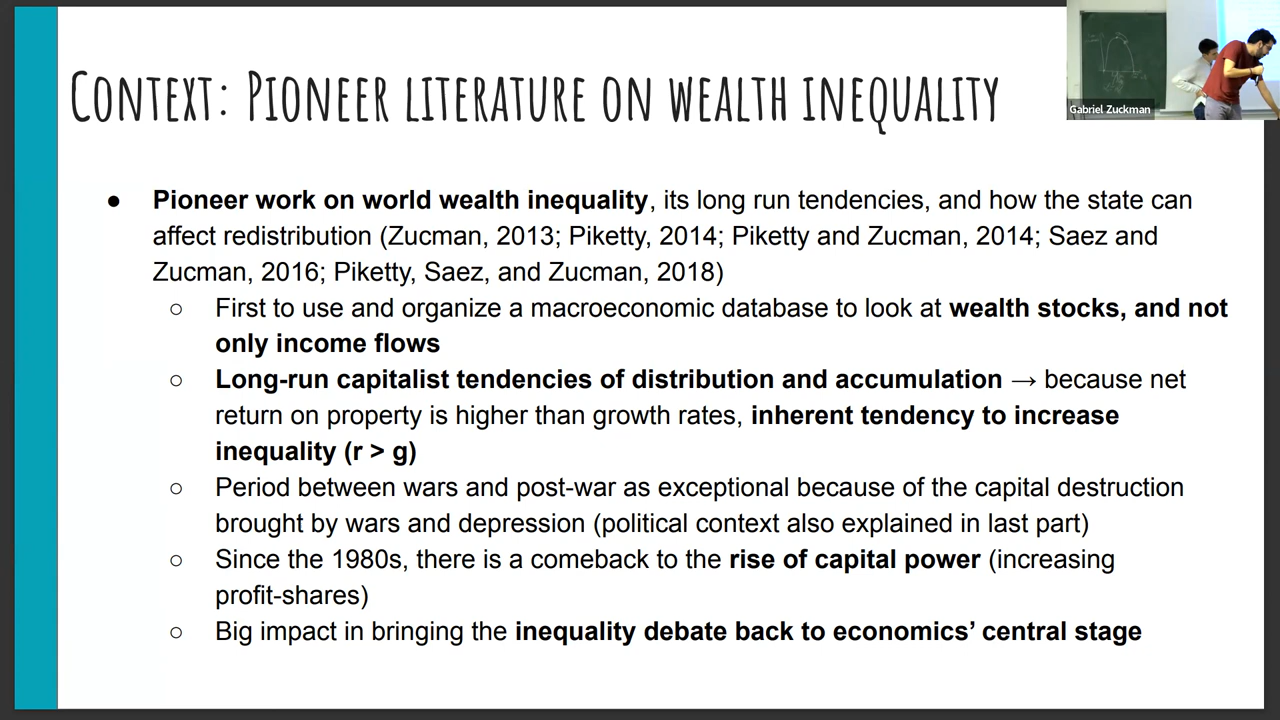 Context: Pioneer literature on wealth inequality
Gabriel Zuckman
● Pioneer work on world wealth inequality, its long run tendencies, and how the state can
affect redistribution (Zucman, 2013; Piketty, 2014; Piketty and Zucman, 2014; Saez and
Zucman, 2016; Piketty, Saez, and Zucman, 2018)
○ First to use and organize a macroeconomic database to look at wealth stocks, and not
only income flows
○ Long-run capitalist tendencies of distribution and accumulation → because net
return on property is higher than growth rates, inherent tendency to increase
inequality (r > g)
○ Period between wars and post-war as exceptional because of the capital destruction
brought by wars and depression (political context also explained in last part)
○ Since the 1980s, there is a comeback to the rise of capital power (increasing
profit-shares)
○ Big impact in bringing the inequality debate back to economics’ central stage